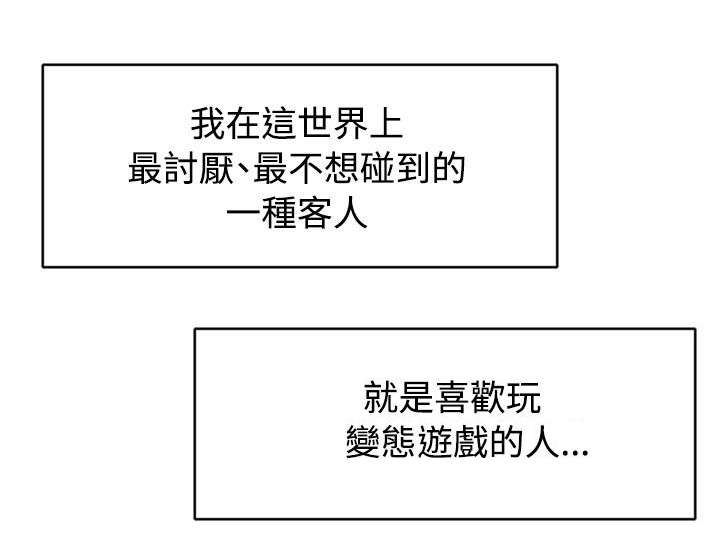 我在這世界上
最討厭、最不想碰到的
一種客人
就是喜歡玩
變態遊戲的人...